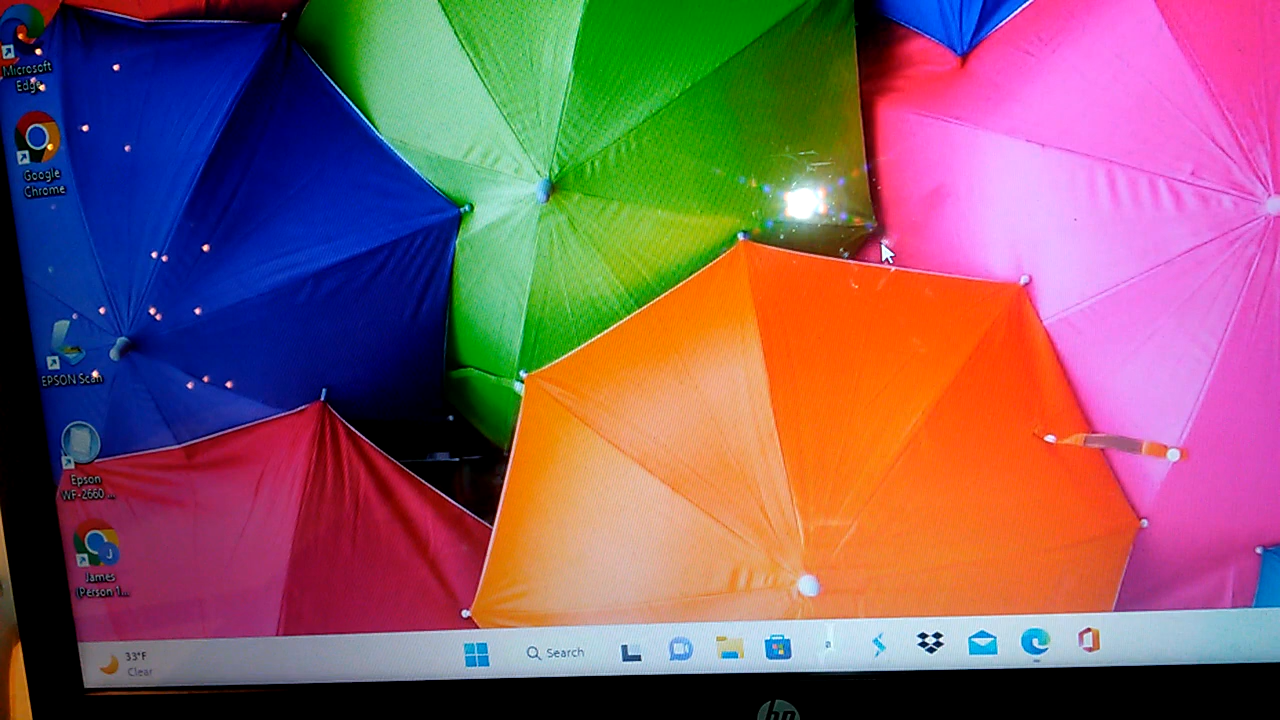 Microsoft
Edge
Google
Chrome
EPSON Scan
Epson
WF-2660 ...
James
(Person 1...
33°F
Clear
Search
a
hp